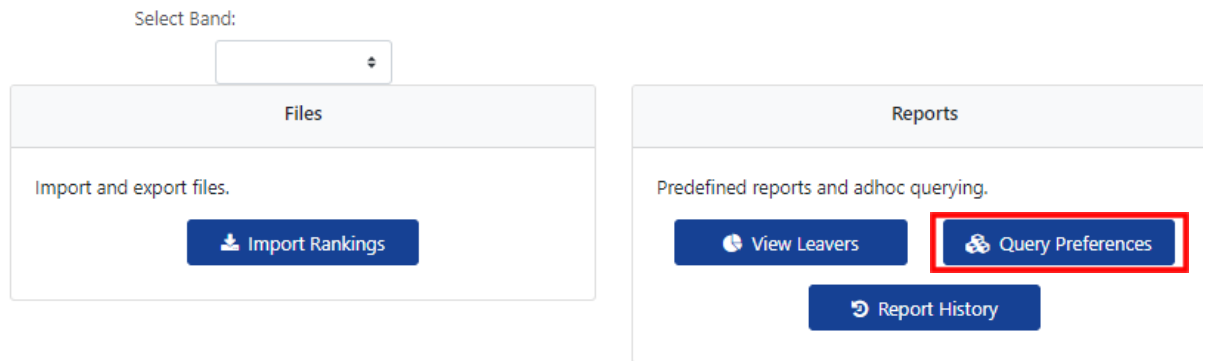 Select Band:
Files
Import and export files.
Import Rankings
Reports
Predefined reports and adhoc querying.
View Leavers
Query Preferences
Report History